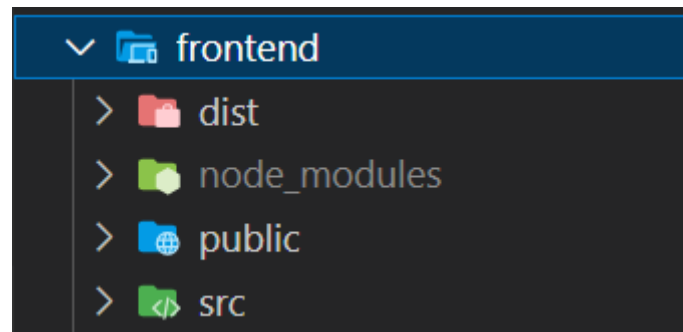 frontend
dist
node_modules
public
src